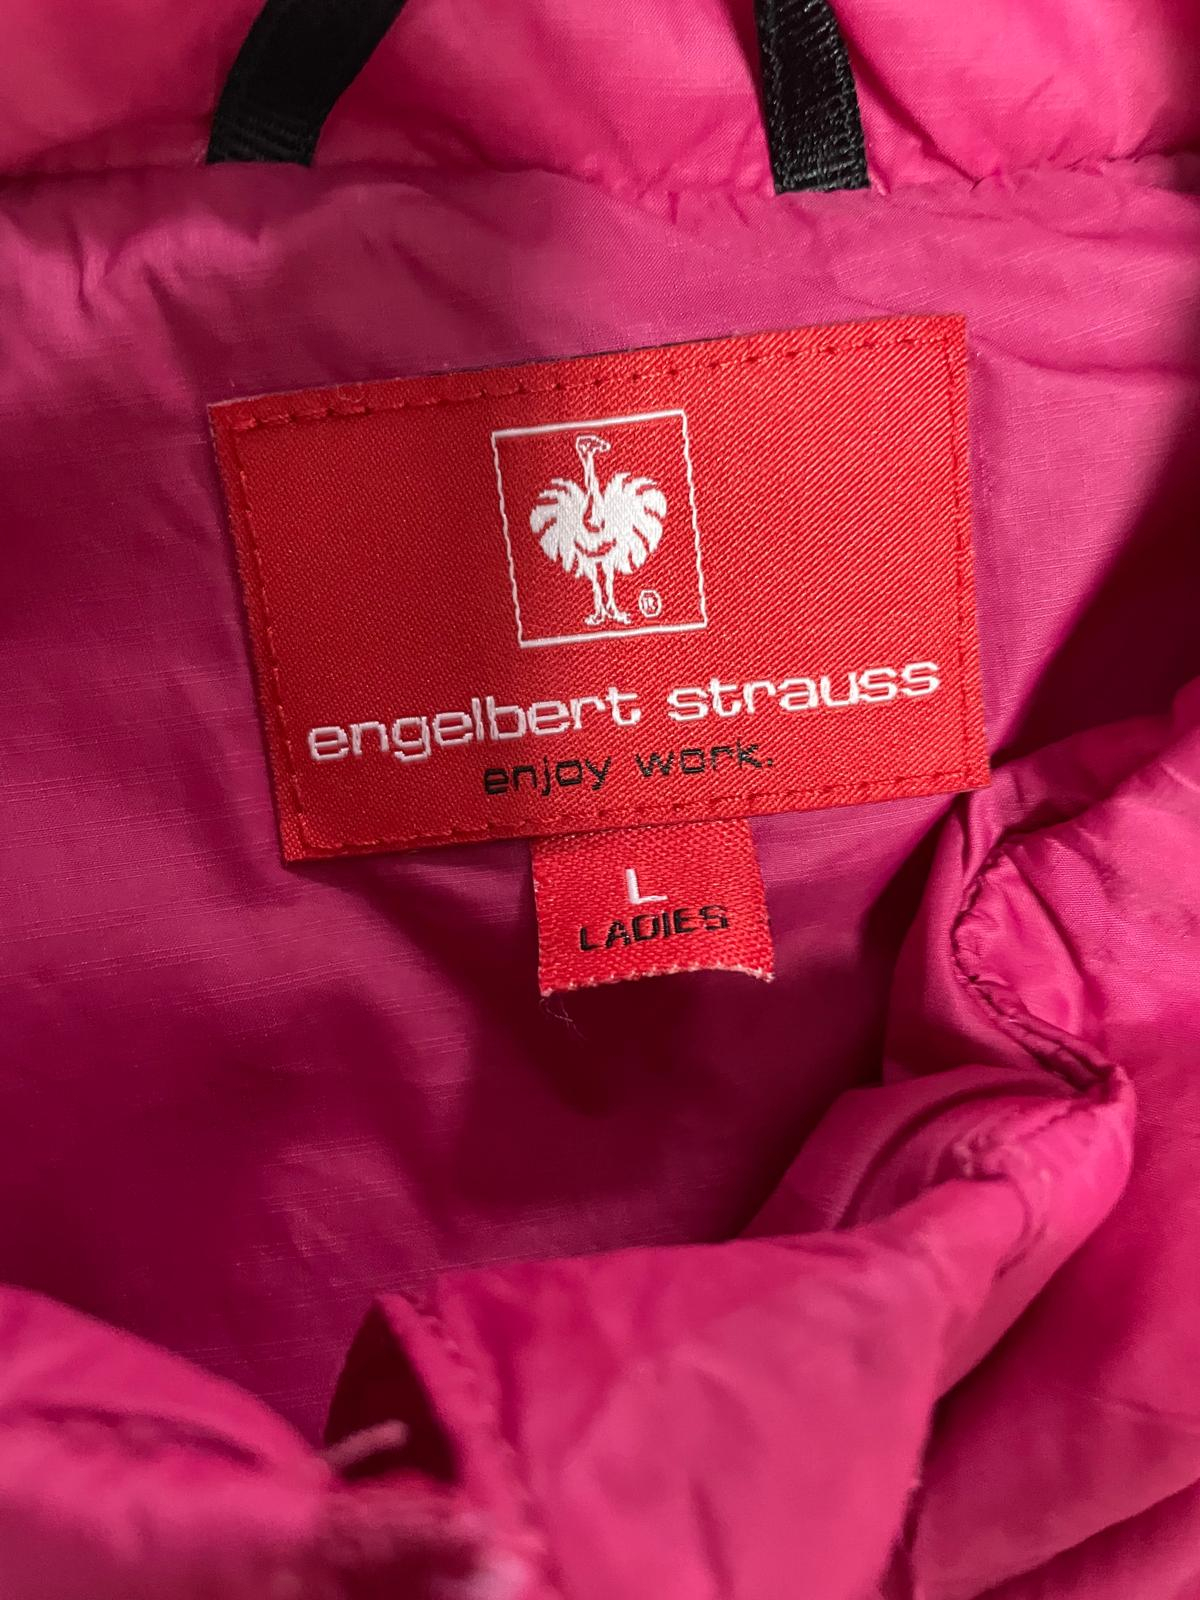 ®
engelbert strauss
enjoy work.
L
LADIES